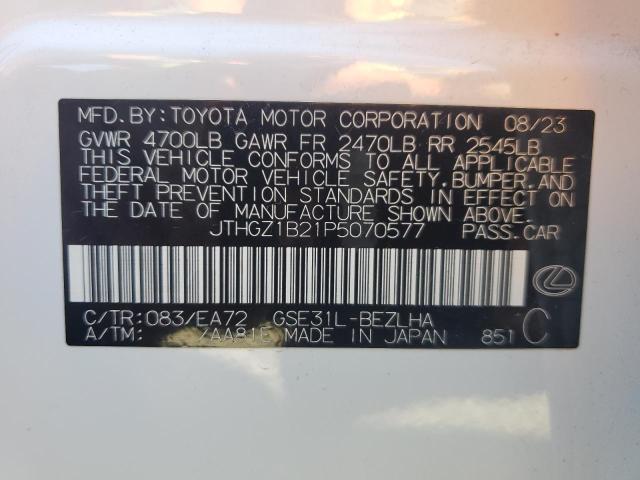 MFD.BY:TOYOTA MOTOR CORPORATION 08/23
GVWR 4700LB GAWR FR 2470LB RR 2545LB
THIS VEHICLE CONFORMS TO ALL APPLICABLE
FEDERAL MOTOR VEHICLE SAFETY,BUMPER,AND
THEFT PREVENTION STANDARDS IN EFFECT ON
THE DATE OF MANUFACTURE SHOWN ABOVE.
JTHGZ1B21P5070577 PASS.CAR
C/TR:083/EA72 GSE31L-BEZLHA
A/TM: /AA81E MADE IN JAPAN 851 C